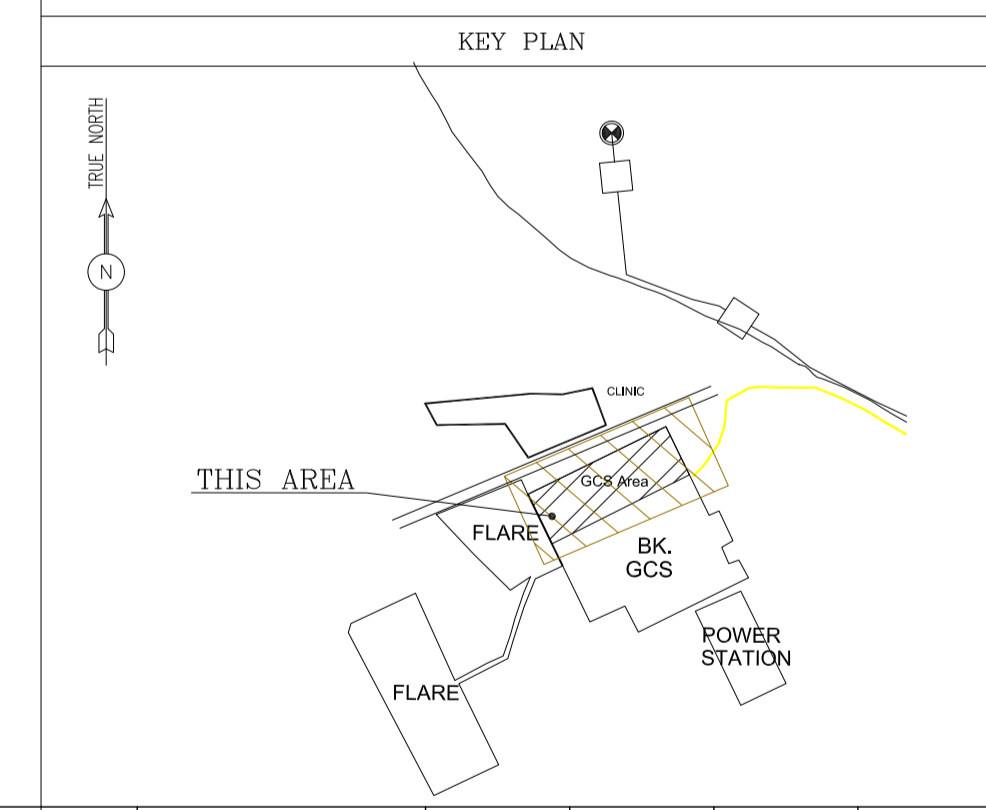 KEY PLAN
TRUE NORTH
N
CLINIC
THIS AREA
GCS Area
FLARE
BK.
GCS
POWER
STATION
FLARE